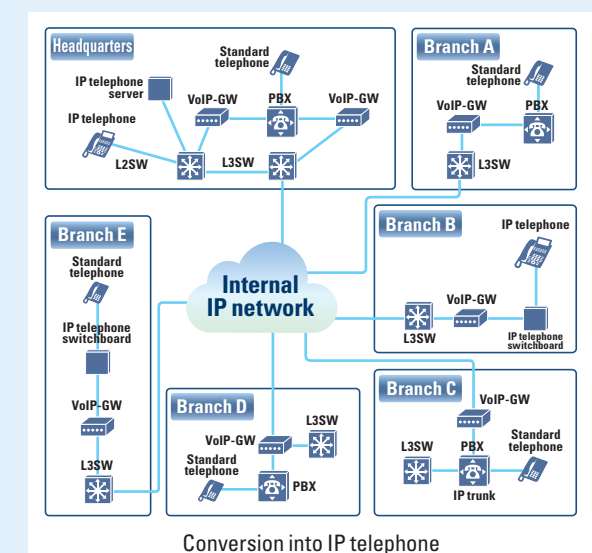 Headquarters
Standard
telephone
IP telephone
server
VoIP-GW
PBX
VoIP-GW
IP telephone
L2SW
L3SW
Branch A
Standard
telephone
VoIP-GW
PBX
L3SW
Branch E
Standard
telephone
IP telephone
switchboard
VoIP-GW
L3SW
Internal
IP network
Branch B
IP telephone
VoIP-GW
L3SW
IP telephone
switchboard
Branch D
L3SW
VoIP-GW
Standard
telephone
PBX
Branch C
VoIP-GW
L3SW
PBX
Standard
telephone
IP trunk
Conversion into IP telephone